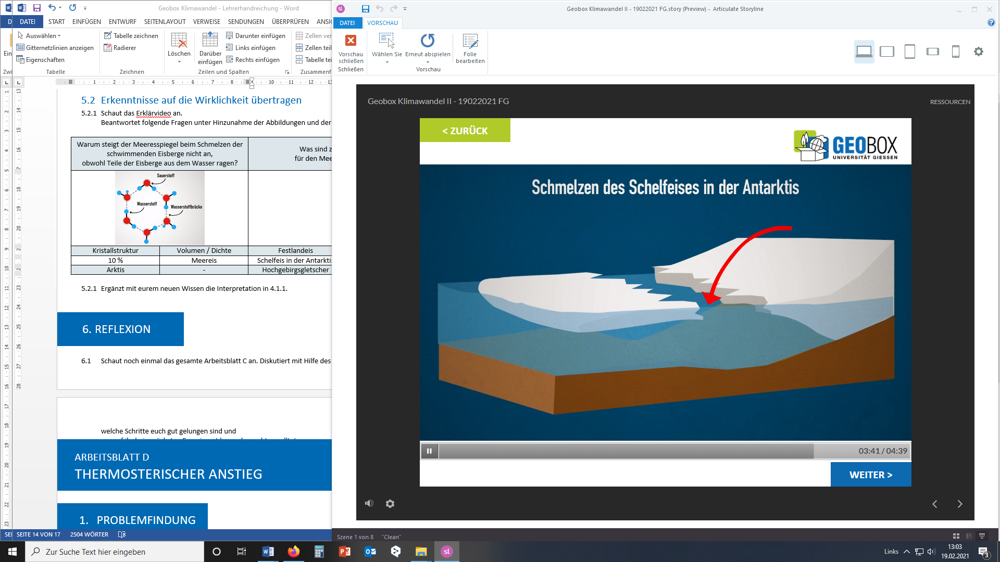 Geobox Klimawandel - Lehrerhandreichung - Word
DATEI START EINFÜGEN ENTWURF SEITENLAYOUT VERWEISE SENDUNGEN ÜBERPRÜFEN
Auswählen
Gitternetzlinien anzeigen
Eigenschaften
Tabelle
Tabelle zeichnen
Radierer
Zeichnen
Löschen
Darüber einfügen
Darunter einfügen
Links einfügen
Rechts einfügen
Zeilen und Spalten
Zellen ver
Zellen teil
Tabelle tei
Zusammenf
5.2 Erkenntnisse auf die Wirklichkeit übertragen
5.2.1 Schaut das Erklärvideo an.
Beantwortet folgende Fragen unter Hinzunahme der Abbildungen und der
Warum steigt der Meeresspiegel beim Schmelzen der
schwimmenden Eisberge nicht an,
obwohl Teile der Eisberge aus dem Wasser ragen?
Was sind z
für den Mee
Sauerstoff
Wasserstoff
Wasserstoffbrücke
Kristallstruktur Volumen / Dichte Festlandeis
10 % Meereis Schelfeis in der Antarktis
Arktis - Hochgebirgsgletscher
5.2.1 Ergänzt mit eurem neuen Wissen die Interpretation in 4.1.1.
6. REFLEXION
6.1 Schaut noch einmal das gesamte Arbeitsblatt C an. Diskutiert mit Hilfe des
welche Schritte euch gut gelungen sind und
ARBEITSBLATT D
THERMOSTERISCHER ANSTIEG
1. PROBLEMFINDUNG
SEITE 14 VON 17 2504 WÖRTER
Geobox Klimawandel II - 19022021 FG.story (Preview) - Articulate Storyline
DATEI VORSCHAU
Vorschau schließen
Schließen
Wählen Sie
Erneut abspielen
Folie bearbeiten
Vorschau
Geobox Klimawandel II - 19022021 FG
RESSOURCEN
< ZURÜCK
GEOBOX
UNIVERSITÄT GIESSEN
Schmelzen des Schelfeises in der Antarktis
03:41 / 04:39
WEITER >
Szene 1 von 8 "Clean"
Zur Suche Text hier eingeben
Links
13:03
19.02.2021
3